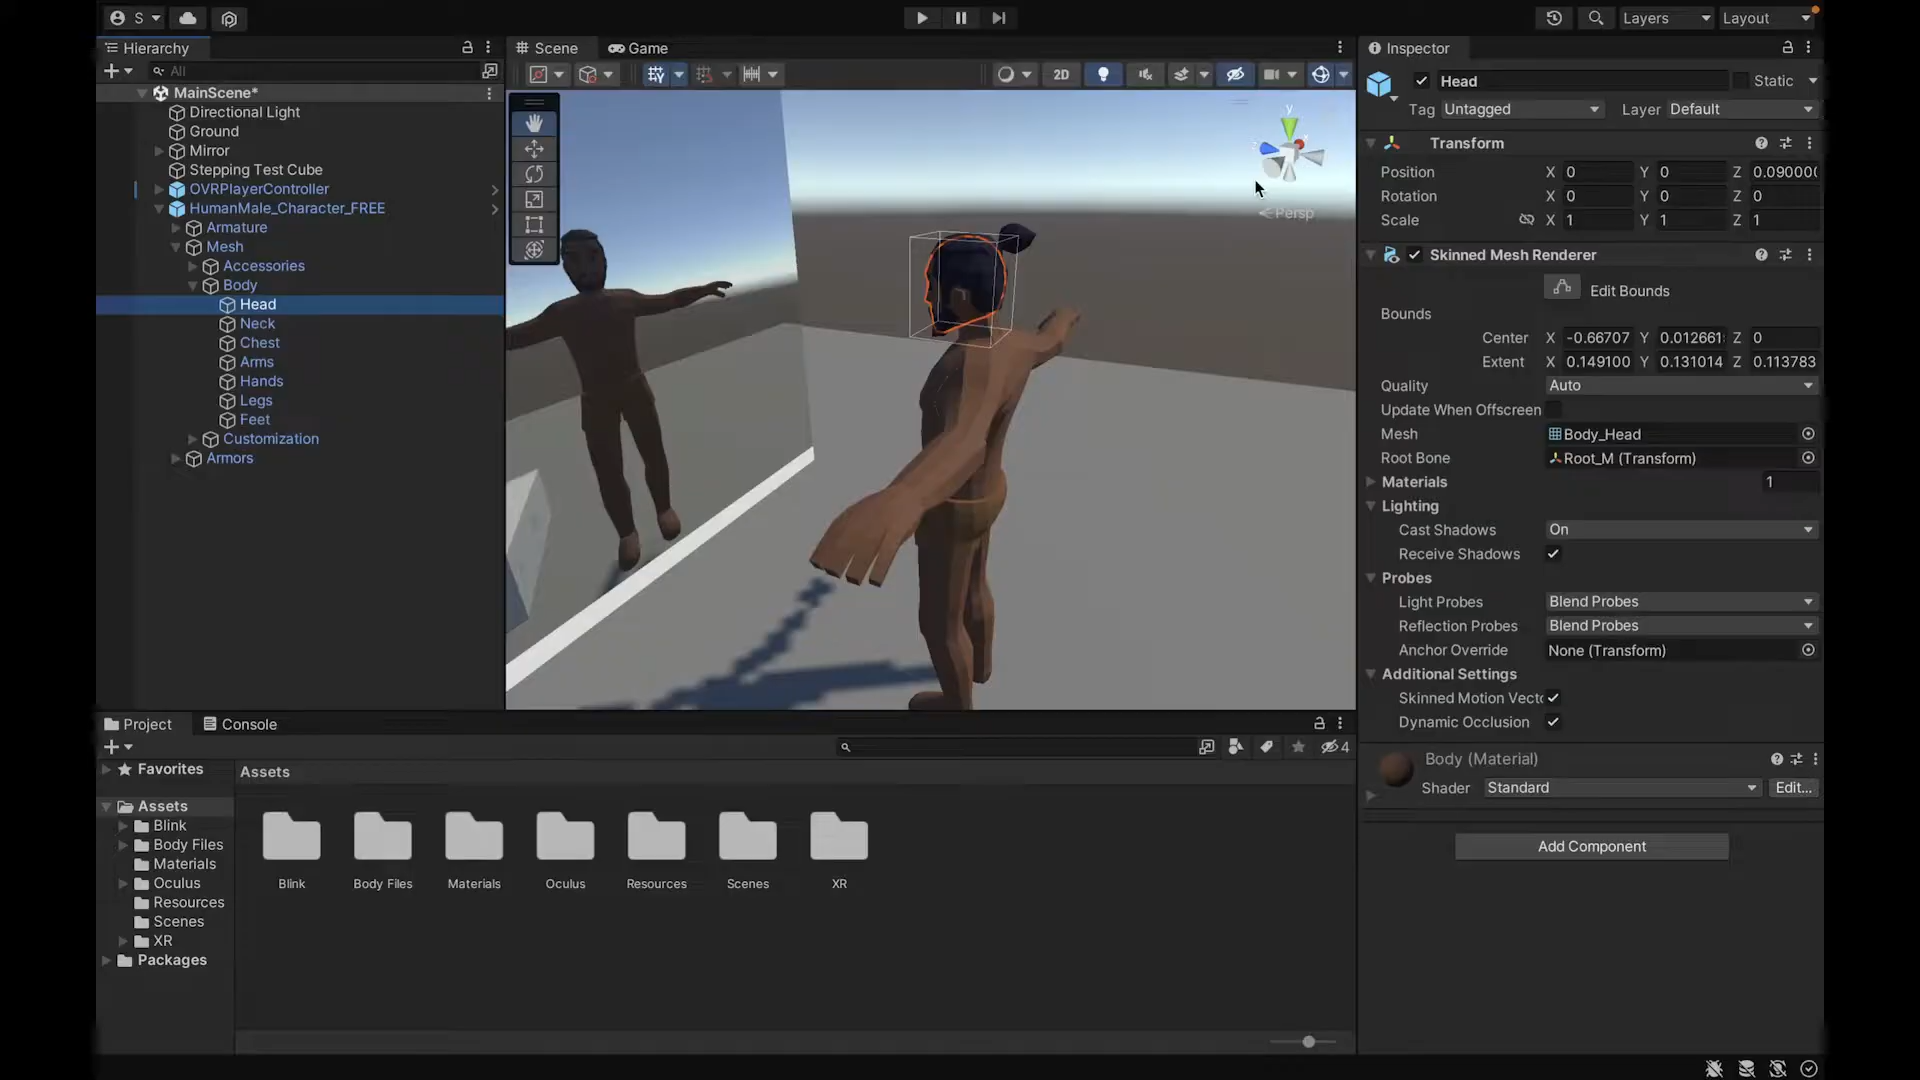 S
Layers
Layout
Hierarchy
All
MainScene*
Directional Light
Ground
Mirror
Stepping Test Cube
OVRPlayerController
HumanMale_Character_FREE
Armature
Mesh
Accessories
Body
Head
Neck
Chest
Arms
Hands
Legs
Feet
Customization
Armors
Scene
Game
2D
y
x
z
Persp
Inspector
Head
Static
Tag Untagged
Layer Default
Transform
Position X 0 Y 0 Z 0.09000(
Rotation X 0 Y 0 Z 0
Scale X 1 Y 1 Z 1
Skinned Mesh Renderer
Edit Bounds
Bounds
Center X -0.66707 Y 0.012661 Z 0
Extent X 0.149100 Y 0.131014 Z 0.113783
Quality Auto
Update When Offscreen
Mesh Body_Head
Root Bone Root_M (Transform)
Materials 1
Lighting
Cast Shadows On
Receive Shadows
Probes
Light Probes Blend Probes
Reflection Probes Blend Probes
Anchor Override None (Transform)
Additional Settings
Skinned Motion Vect
Dynamic Occlusion
Body (Material)
Shader Standard Edit...
Add Component
Project
Console
4
Favorites
Assets
Blink
Body Files
Materials
Oculus
Resources
Scenes
XR
Packages
Assets
Blink
Body Files
Materials
Oculus
Resources
Scenes
XR